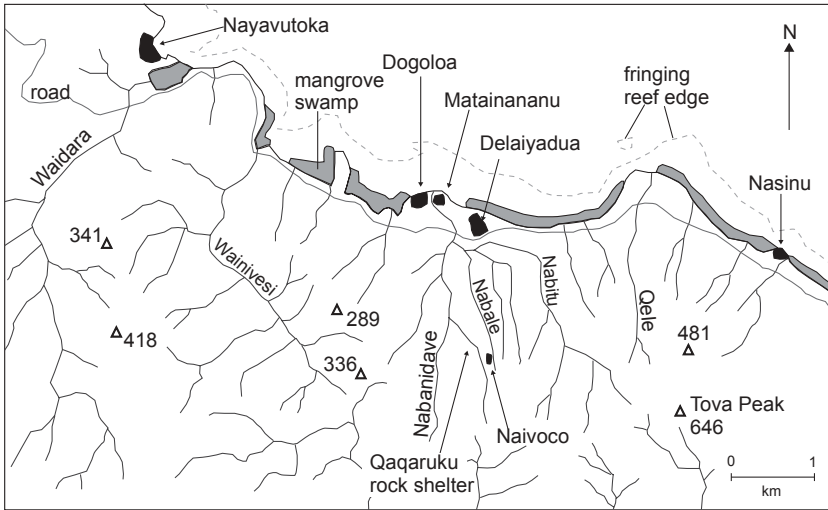 Nayavutoka
N
Dogoloa
fringing
reef edge
mangrove
swamp
Matainananu
road
Delaiyadua
Waidara
Nasinu
341
Wainivesi
Nabale
Nabitu
Qele
289
481
418
336
Nabanidave
Tova Peak
646
Naivoco
Qaqaruku
rock shelter
0 1
km